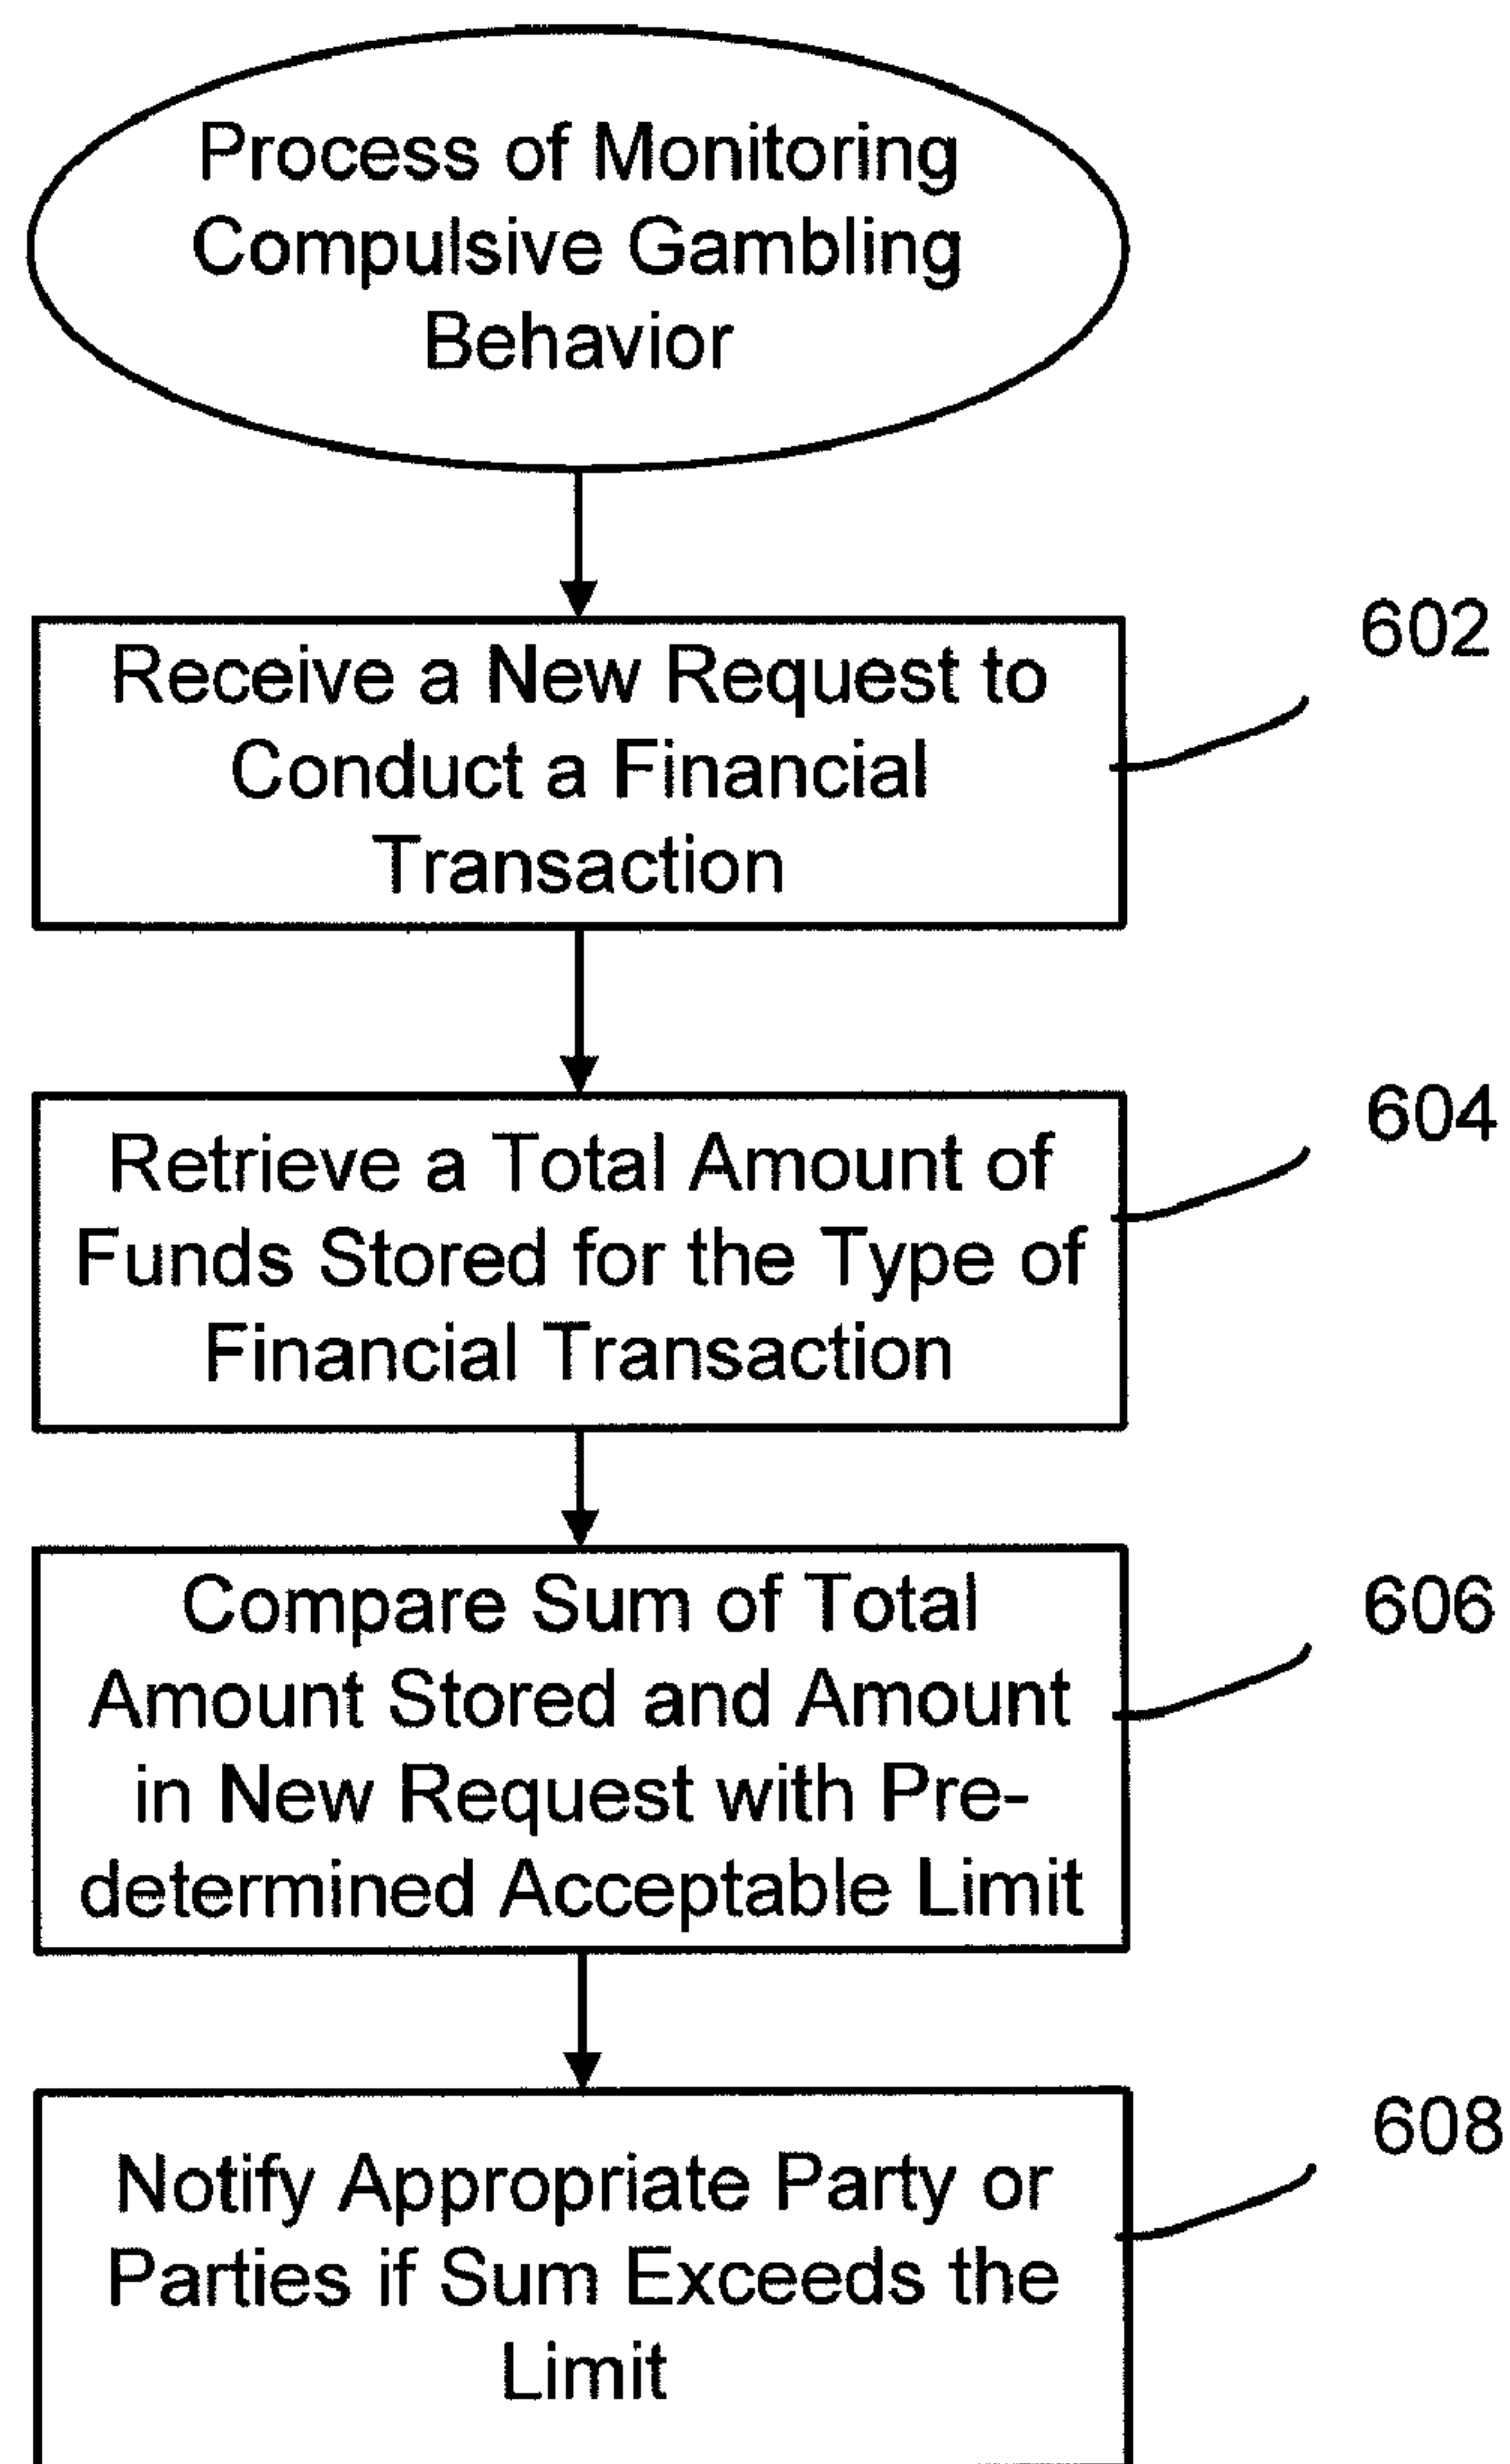 Process of Monitoring
Compulsive Gambling
Behavior
602
Receive a New Request to
Conduct a Financial
Transaction
604
Retrieve a Total Amount of
Funds Stored for the Type of
Financial Transaction
606
Compare Sum of Total
Amount Stored and Amount
in New Request with Pre-
determined Acceptable Limit
608
Notify Appropriate Party or
Parties if Sum Exceeds the
Limit